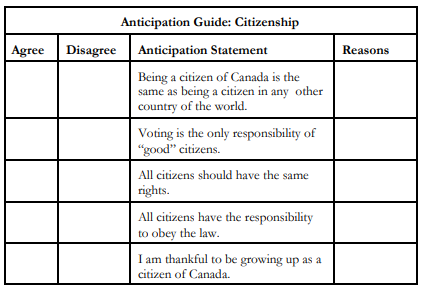 Anticipation Guide: Citizenship
Agree Disagree Anticipation Statement Reasons
Being a citizen of Canada is the
same as being a citizen in any other
country of the world.
Voting is the only responsibility of
“good” citizens.
All citizens should have the same
rights.
All citizens have the responsibility
to obey the law.
I am thankful to be growing up as a
citizen of Canada.